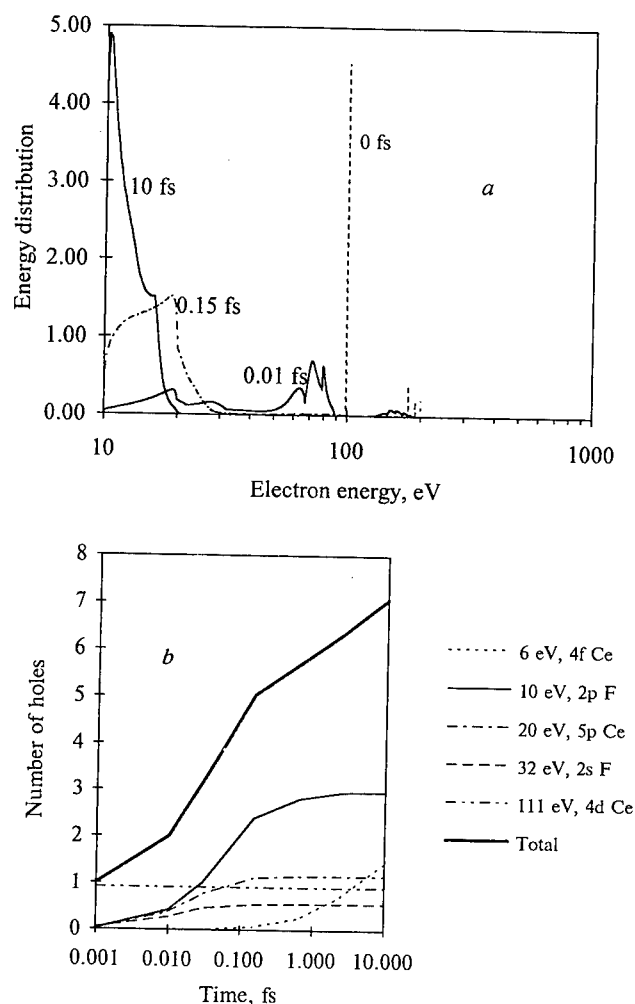 5.00
4.00
3.00
2.00
1.00
0.00
Energy distribution
10 fs
0.15 fs
0.01 fs
0 fs
a
10
100
1000
Electron energy, eV
8
7
6
5
4
3
2
1
0
Number of holes
b
0.001
0.010
0.100
1.000
10.000
Time, fs
6 eV, 4f Ce
10 eV, 2p F
20 eV, 5p Ce
32 eV, 2s F
111 eV, 4d Ce
Total